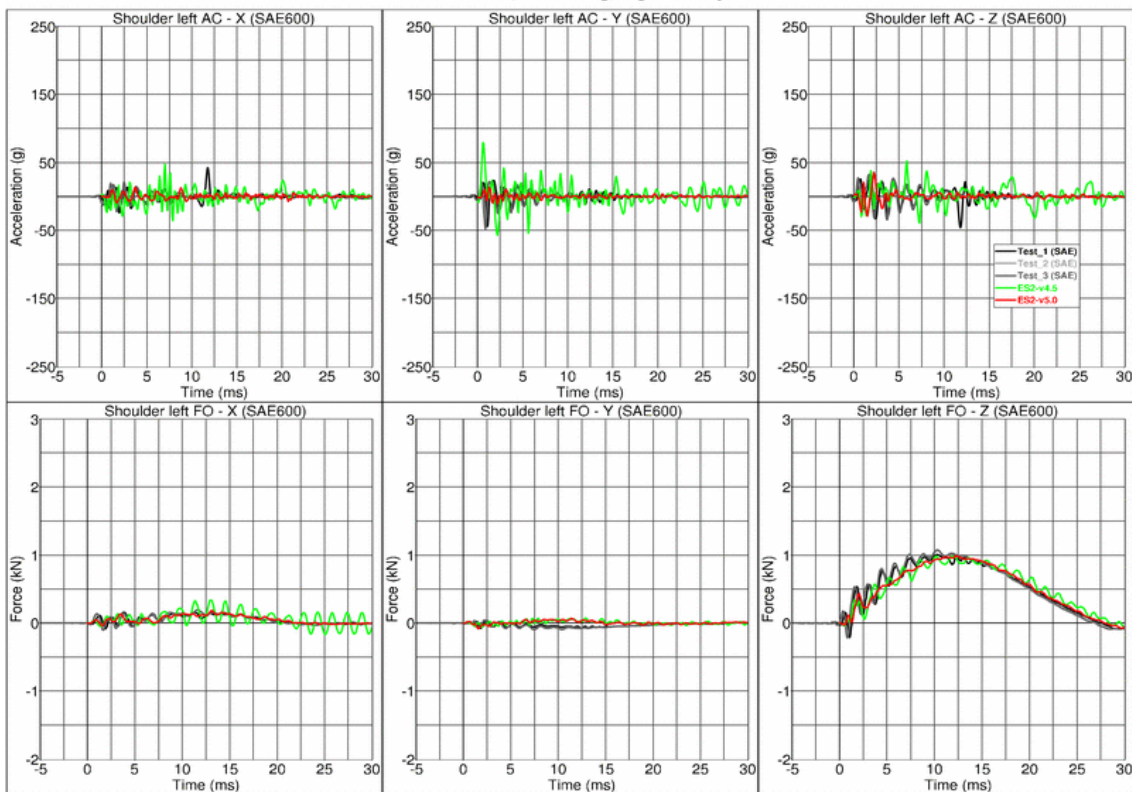 Shoulder left AC - X (SAE600)
250
150
50
0
-50
-150
-250
Acceleration (g)
-5 0 5 10 15 20 25 30
Time (ms)
Shoulder left AC - Y (SAE600)
250
150
50
0
-50
-150
-250
Acceleration (g)
-5 0 5 10 15 20 25 30
Time (ms)
Shoulder left AC - Z (SAE600)
250
150
50
0
-50
-150
-250
Acceleration (g)
Test_1 (SAE)
Test_2 (SAE)
Test_3 (SAE)
ES2-v4.5
ES2-v5.0
-5 0 5 10 15 20 25 30
Time (ms)
Shoulder left FO - X (SAE600)
3
2
1
0
-1
-2
Force (kN)
-5 0 5 10 15 20 25 30
Time (ms)
Shoulder left FO - Y (SAE600)
3
2
1
0
-1
-2
Force (kN)
-5 0 5 10 15 20 25 30
Time (ms)
Shoulder left FO - Z (SAE600)
3
2
1
0
-1
-2
Force (kN)
-5 0 5 10 15 20 25 30
Time (ms)